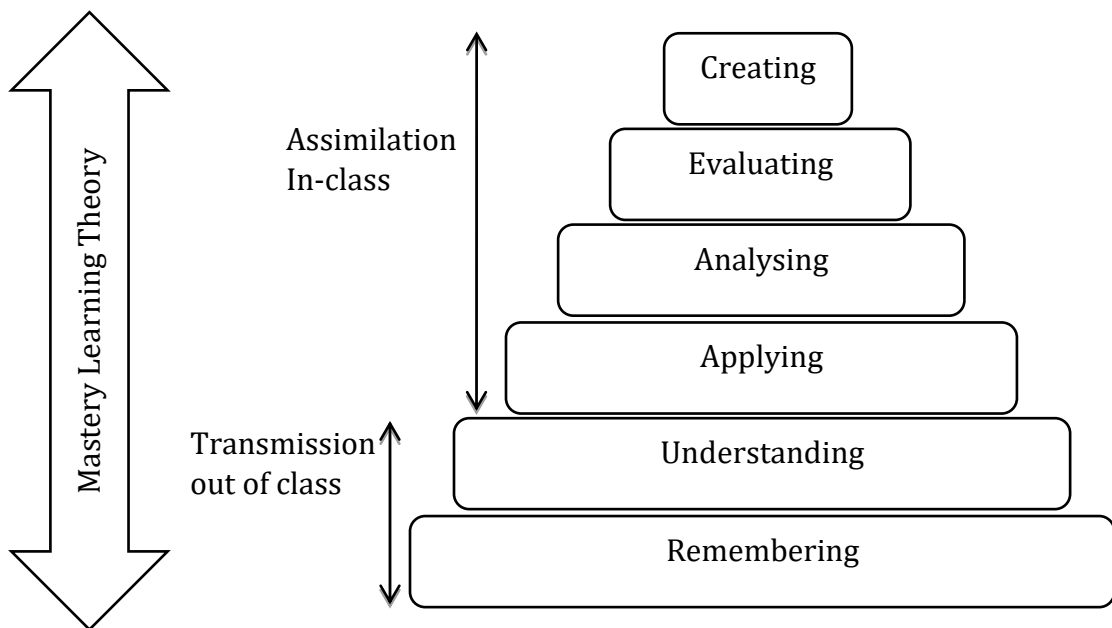 Mastery Learning Theory
Assimilation
In-class
Transmission
out of class
Creating
Evaluating
Analysing
Applying
Understanding
Remembering